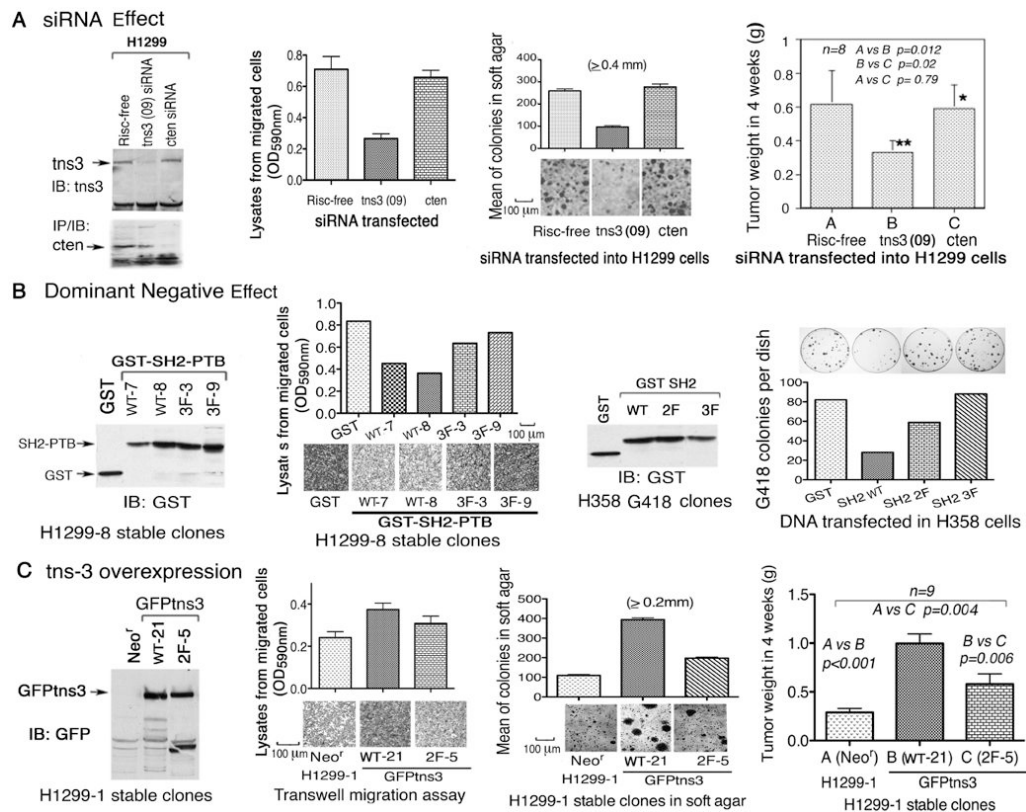 A siRNA Effect
H1299
Risc-free
tns3 (09) siRNA
cten siRNA
tns3
IB: tns3
IP/IB:
cten
Lysates from migrated cells
(OD590nm)
0.8
0.6
0.4
0.2
0.0
Risc-free tns3 (09) cten
siRNA transfected
Mean of colonies in soft agar
400
300
200
100
0
(≥ 0.4 mm)
100 µm
Risc-free tns3 (09) cten
siRNA transfected into H1299 cells
Tumor weight in 4 weeks (g)
1
0.8
0.6
0.4
0.2
0
n=8
A vs B p=0.012
B vs C p=0.02
A vs C p= 0.79
★★
★
A B C
Risc-free tns3 (09) cten
siRNA transfected into H1299 cells
B Dominant Negative Effect
GST-SH2-PTB
GST
WT-7
WT-8
3F-3
3F-9
SH2-PTB
GST
IB: GST
H1299-8 stable clones
Lysates from migrated cells
(OD590nm)
1.0
0.8
0.6
0.4
0.2
0.0
GST
WT-7
WT-8
3F-3
3F-9
100 µm
GST WT-7 WT-8 3F-3 3F-9
GST-SH2-PTB
H1299-8 stable clones
GST SH2
GST
WT 2F 3F
IB: GST
H358 G418 clones
G418 colonies per dish
80
60
40
20
0
GST
SH2 WT
SH2 2F
SH2 3F
DNA transfected in H358 cells
C tns-3 overexpression
GFPtns3
Neoʳ
WT-21
2F-5
GFPtns3
IB: GFP
H1299-1 stable clones
Lysates from migrated cells
(OD590nm)
0.4
0.2
0.0
100 µm
Neoʳ WT-21 2F-5
H1299-1 GFPtns3
Transwell migration assay
Mean of colonies in soft agar
500
400
300
200
100
0
(≥ 0.2mm)
100 µm
Neoʳ WT-21 2F-5
H1299-1 GFPtns3
H1299-1 stable clones in soft agar
Tumor weight in 4 weeks (g)
1.5
1.0
0.5
0.0
n=9
A vs C p=0.004
A vs B
p<0.001
B vs C
p=0.006
A (Neoʳ) B (WT-21) C (2F-5)
H1299-1 GFPtns3
H1299-1 stable clones